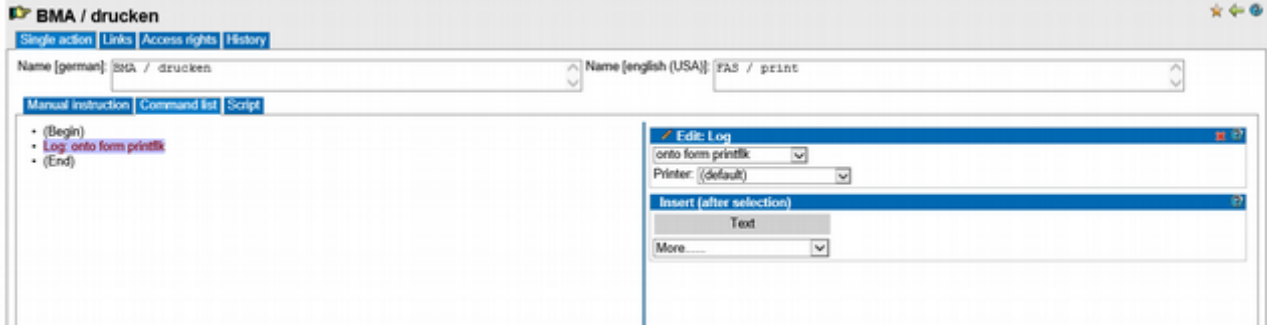 BMA / drucken
Single action Links Access rights History
Name [german]: BMA / drucken Name [english (USA)]: FAS / print
Manual instruction Command list Script
(Begin)
Log: onto form printflk
(End)
Edit: Log
onto form printflk
Printer: (default)
Insert (after selection)
Text
More......